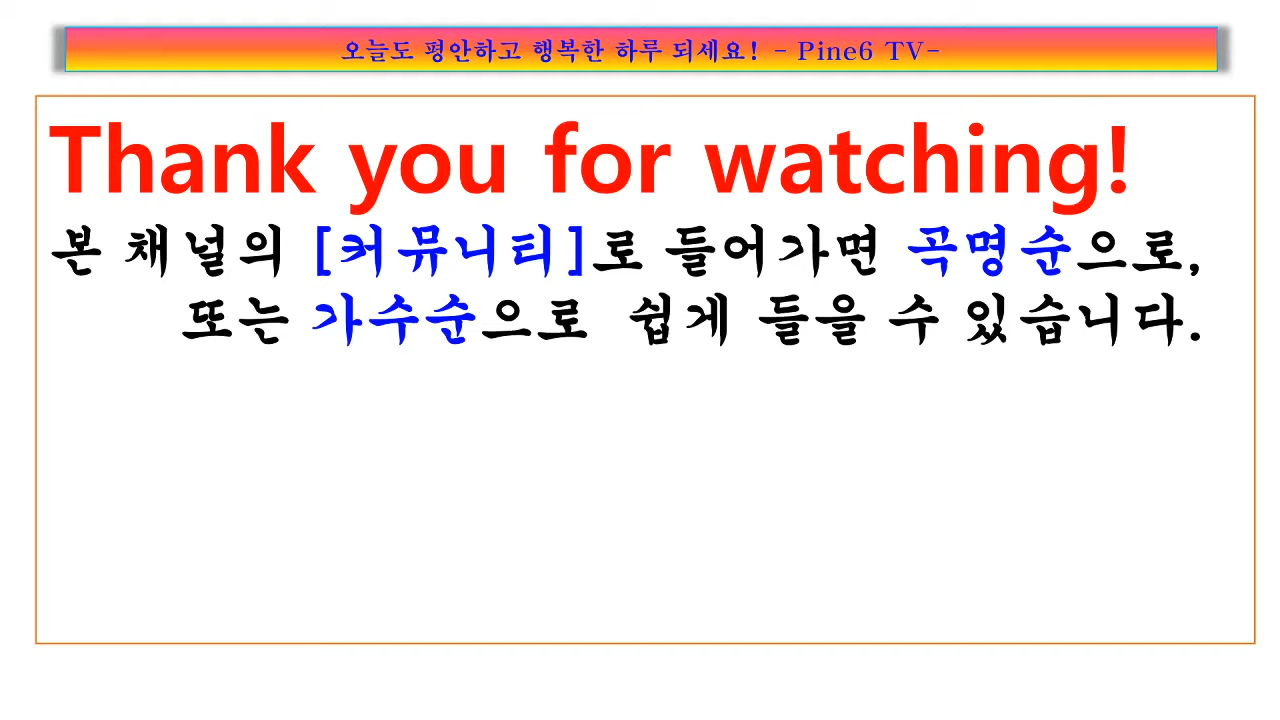 오늘도 평안하고 행복한 하루 되세요! - Pine6 TV-
Thank you for watching!
본 채널의 [커뮤니티]로 들어가면 곡명순으로,
또는 가수순으로 쉽게 들을 수 있습니다.